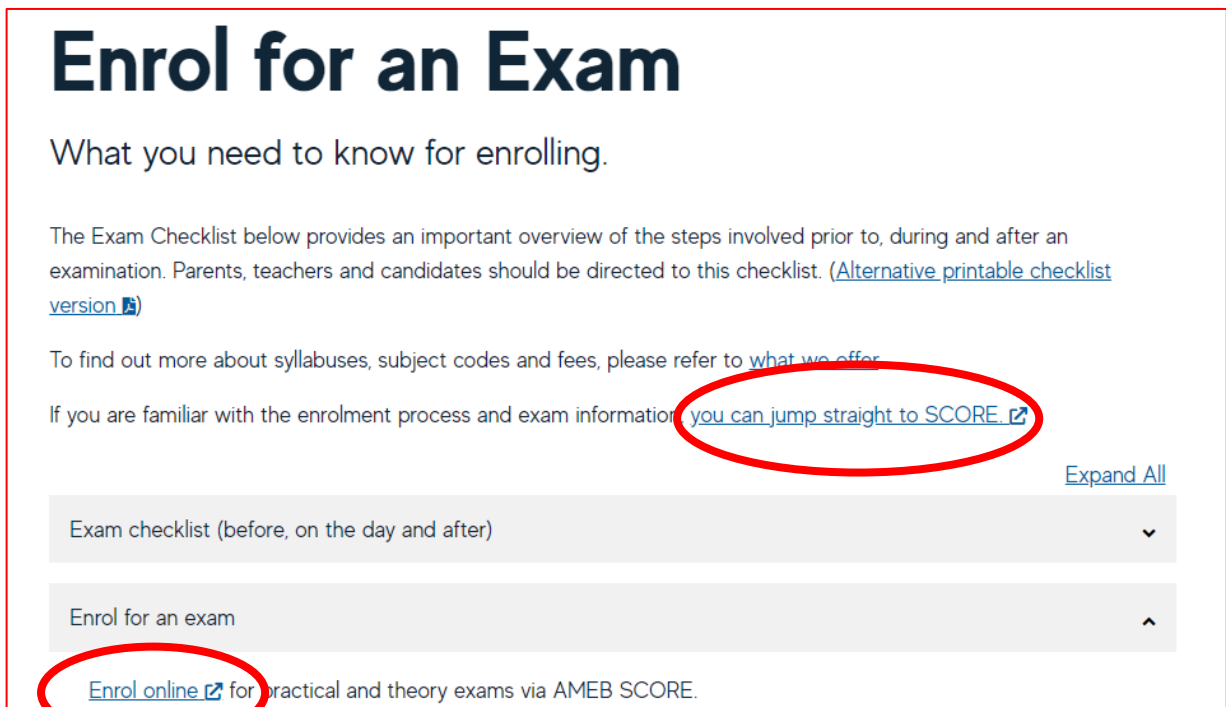 Enrol for an Exam
What you need to know for enrolling.
The Exam Checklist below provides an important overview of the steps involved prior to, during and after an
examination. Parents, teachers and candidates should be directed to this checklist. (Alternative printable checklist
version )
To find out more about syllabuses, subject codes and fees, please refer to what we offer
If you are familiar with the enrolment process and exam information you can jump straight to SCORE.
Expand All
Exam checklist (before, on the day and after)
Enrol for an exam
Enrol online for practical and theory exams via AMEB SCORE.